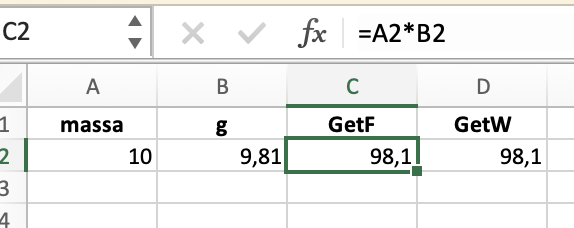 C2 fx =A2*B2
A B C D
1 massa g GetF GetW
2 10 9,81 98,1 98,1
3
4